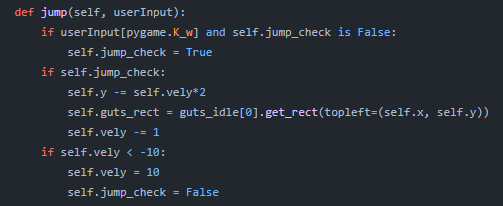 def jump(self, userInput):
    if userInput[pygame.K_w] and self.jump_check is False:
        self.jump_check = True
    if self.jump_check:
        self.y -= self.vely*2
        self.guts_rect = guts_idle[0].get_rect(topleft=(self.x, self.y))
        self.vely -= 1
    if self.vely < -10:
        self.vely = 10
        self.jump_check = False